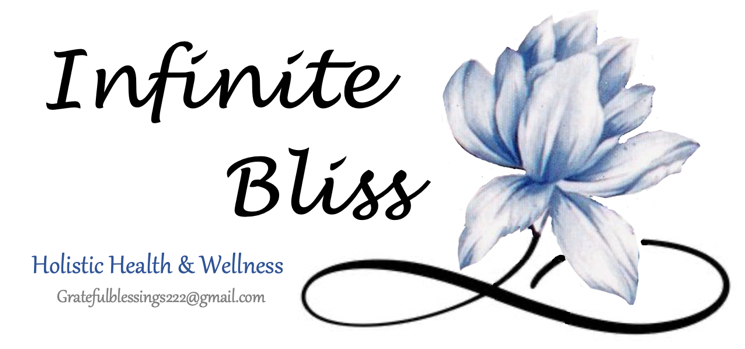 Infinite
Bliss
Holistic Health & Wellness
Gratefulblessings222@gmail.com